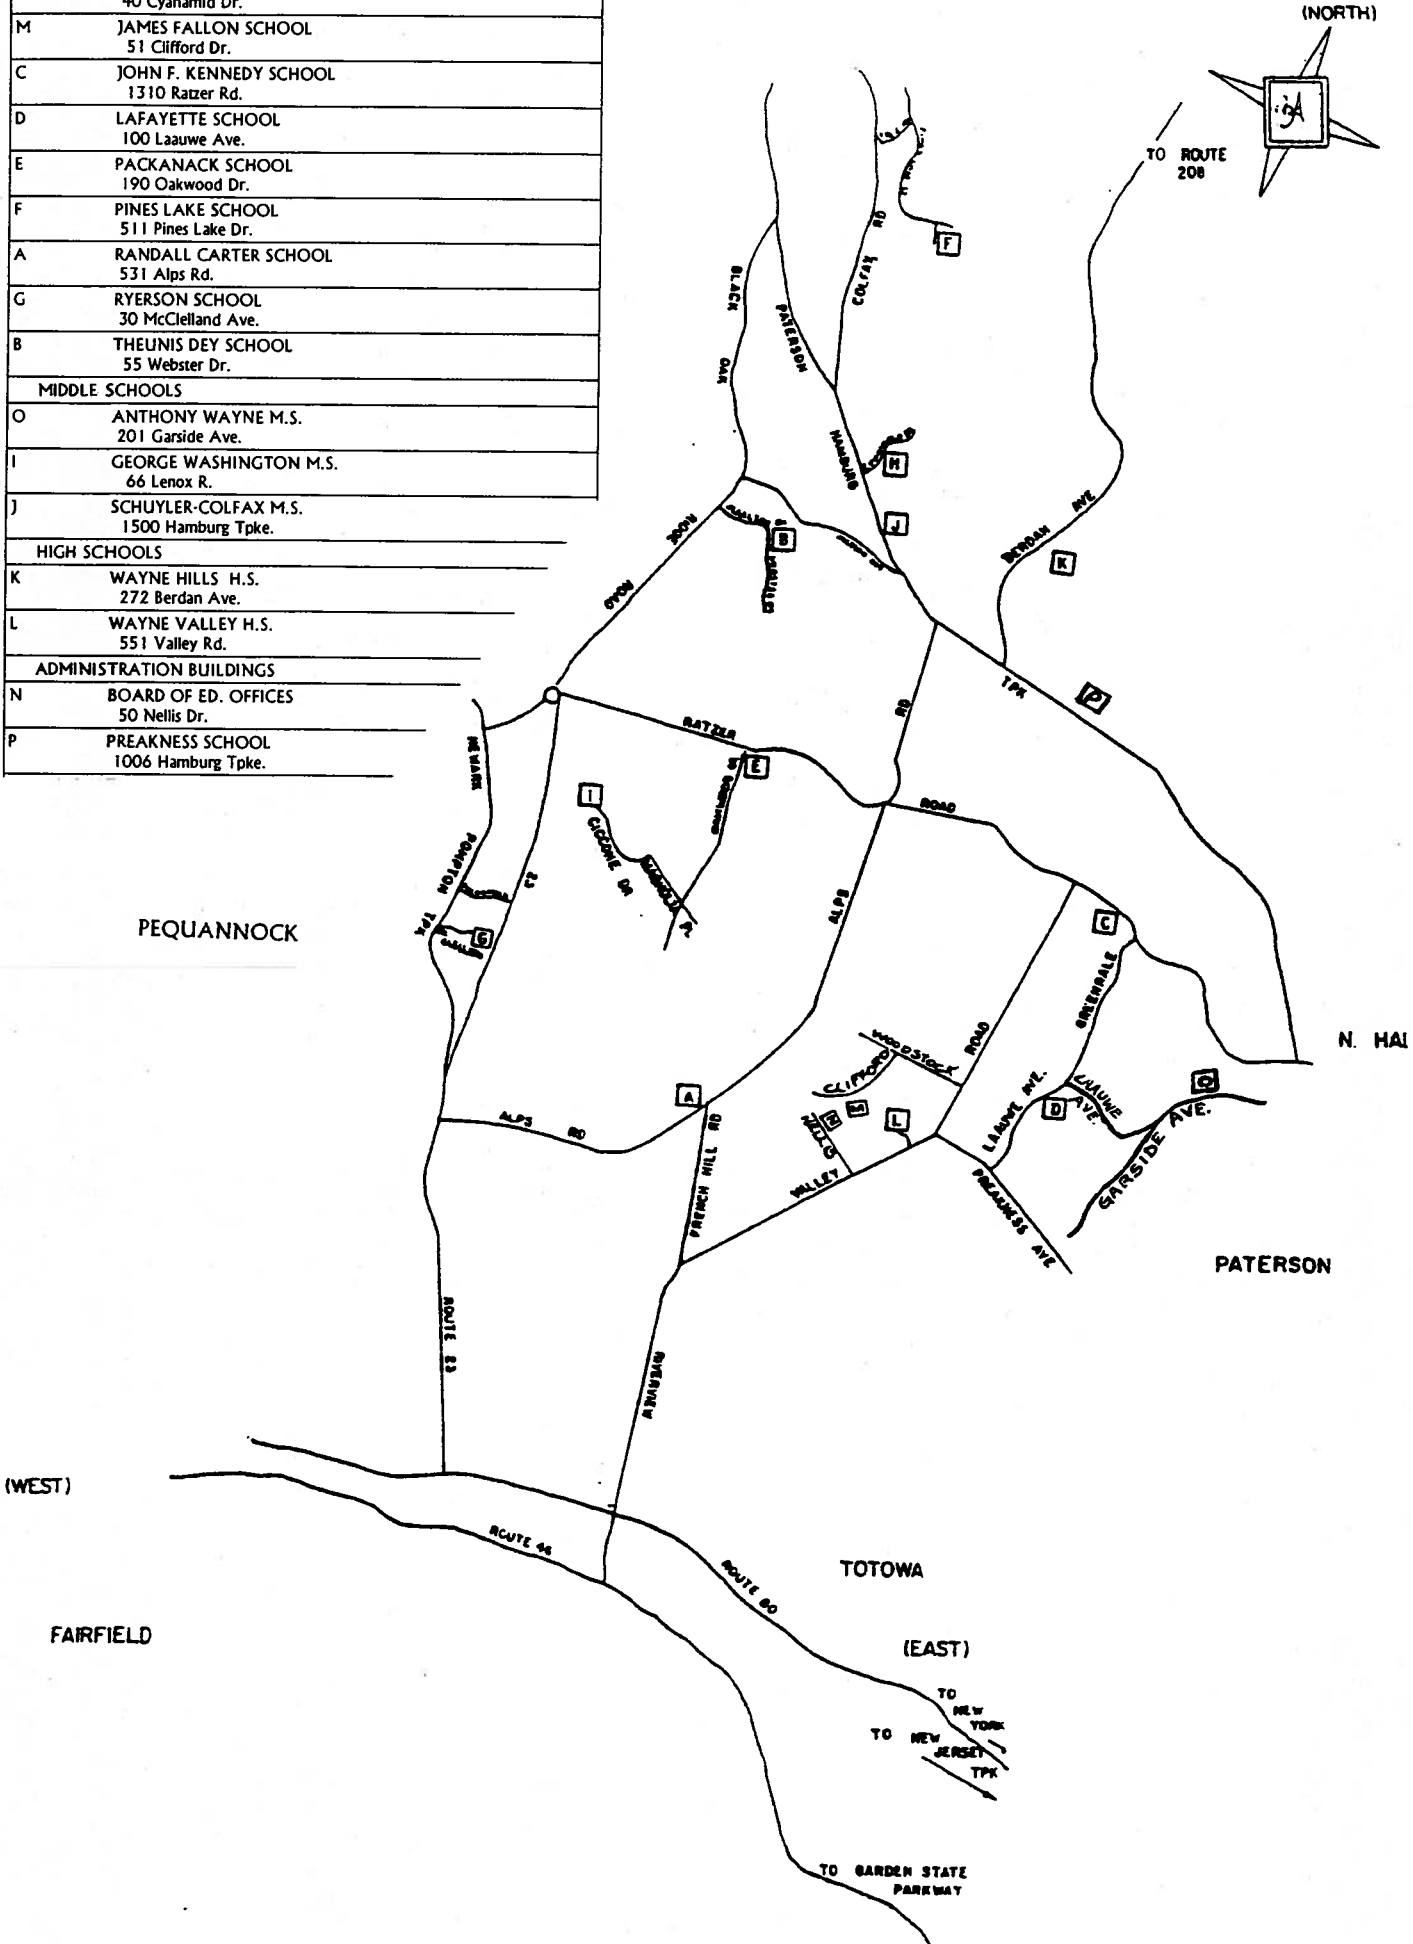 40 Cyanamid Dr.
M JAMES FALLON SCHOOL
51 Clifford Dr.
C JOHN F. KENNEDY SCHOOL
1310 Ratzer Rd.
D LAFAYETTE SCHOOL
100 Laauwe Ave.
E PACKANACK SCHOOL
190 Oakwood Dr.
F PINES LAKE SCHOOL
511 Pines Lake Dr.
A RANDALL CARTER SCHOOL
531 Alps Rd.
G RYERSON SCHOOL
30 McClelland Ave.
B THEUNIS DEY SCHOOL
55 Webster Dr.
MIDDLE SCHOOLS
O ANTHONY WAYNE M.S.
201 Garside Ave.
I GEORGE WASHINGTON M.S.
66 Lenox R.
J SCHUYLER-COLFAX M.S.
1500 Hamburg Tpke.
HIGH SCHOOLS
K WAYNE HILLS H.S.
272 Berdan Ave.
L WAYNE VALLEY H.S.
551 Valley Rd.
ADMINISTRATION BUILDINGS
N BOARD OF ED. OFFICES
50 Nellis Dr.
P PREAKNESS SCHOOL
1006 Hamburg Tpke.
(NORTH)
TO ROUTE
208
F
COLFAX RD
BLACK OAK
RIDGE ROAD
PATERSON
HAMBURG
TPK
H
J
B
BERDAN AVE
K
P
RATZER
ROAD
RD
ALPS
E
I
CICCONE DR
MAGNOLIA PL
NEWARK
POMPTON
TPK
23
G
PEQUANNOCK
C
GREENRALE
N. HAL
WOODSTOCK
ROAD
CLIFFORD
M
N
NELLIS
L
LAAUWE AVE.
D
LAAUWE
AVE.
O
GARSIDE AVE.
A
ALPS RD
FRENCH HILL RD
VALLEY
PREAKNESS AVE
PATERSON
ROUTE 23
RIVERVIEW
(WEST)
ROUTE 46
ROUTE 80
TOTOWA
FAIRFIELD
(EAST)
TO
NEW
YORK
TO NEW
JERSEY
TPK
TO GARDEN STATE
PARKWAY